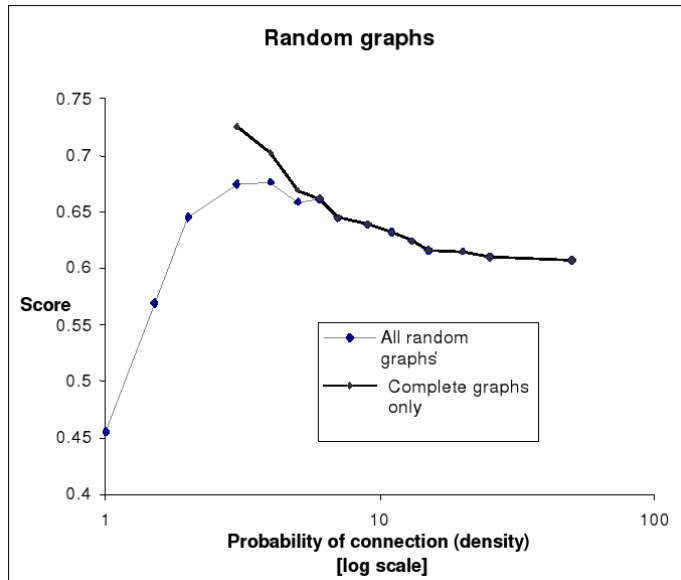 Random graphs
0.75
0.7
0.65
0.6
Score
0.55
0.5
0.45
0.4
All random
graphs'
Complete graphs
only
1
10
100
Probability of connection (density)
[log scale]